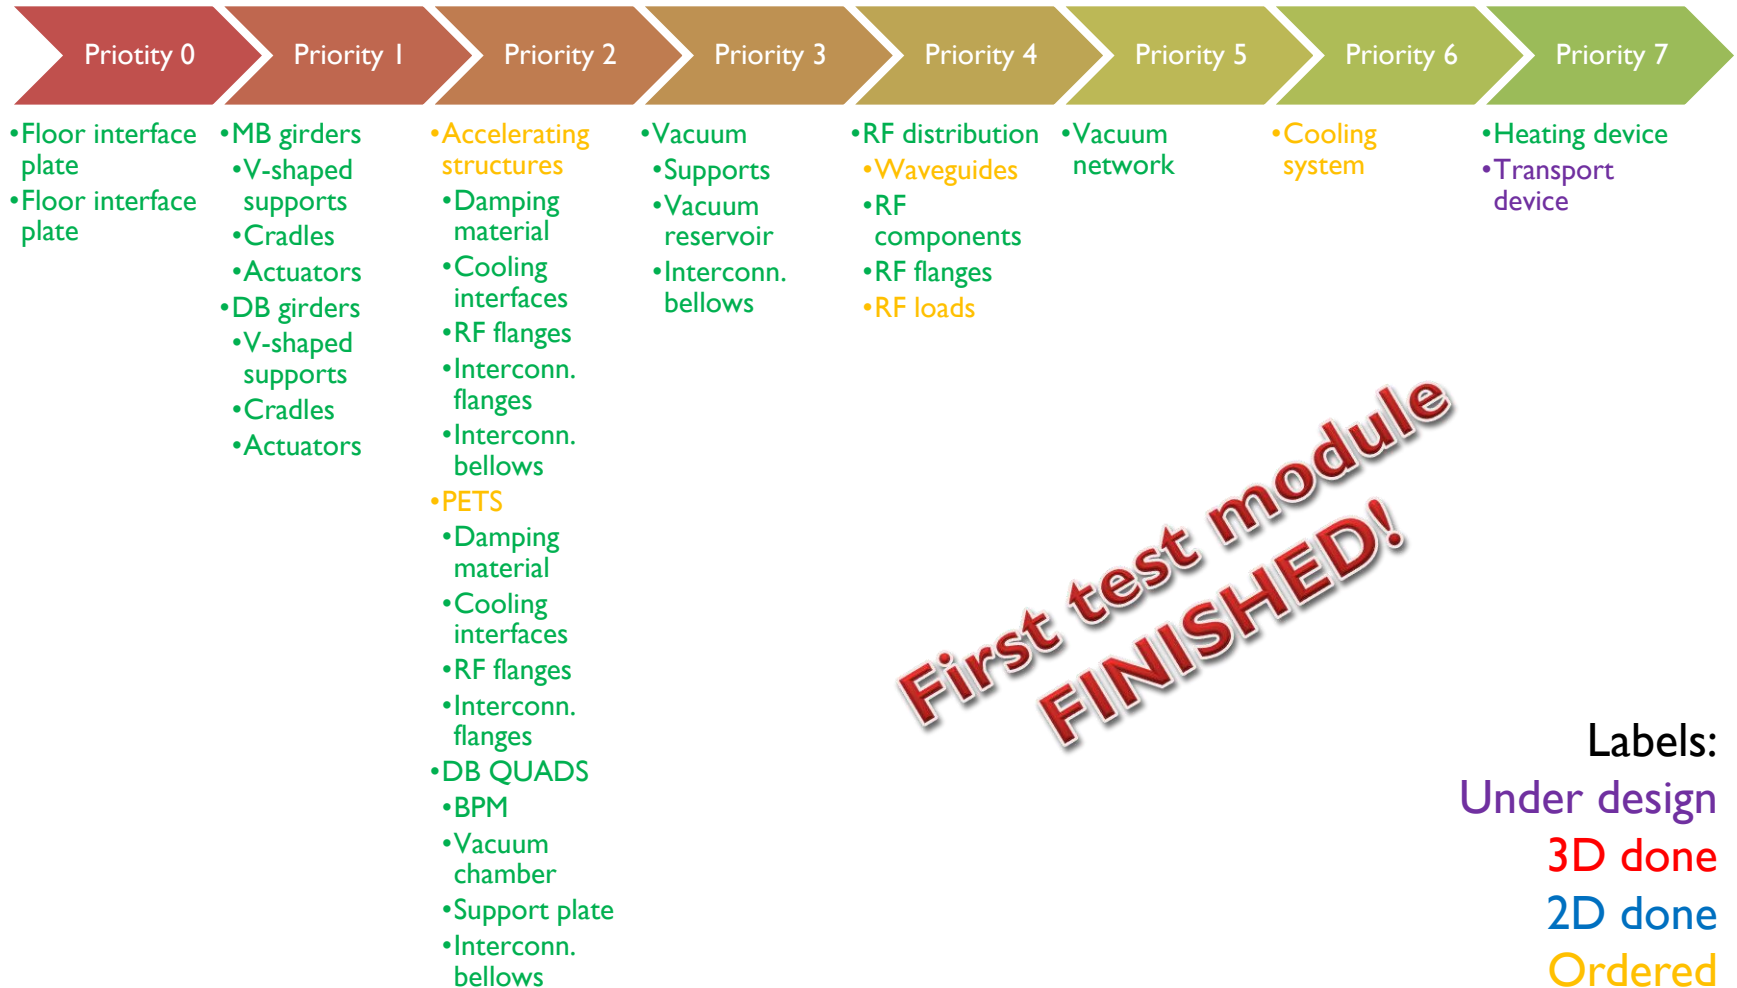 Priotity 0
Priority 1
Priority 2
Priority 3
Priority 4
Priority 5
Priority 6
Priority 7
•Floor interface
plate
•Floor interface
plate
•MB girders
•V-shaped
supports
•Cradles
•Actuators
•DB girders
•V-shaped
supports
•Cradles
•Actuators
•Accelerating
structures
•Damping
material
•Cooling
interfaces
•RF flanges
•Interconn.
flanges
•Interconn.
bellows
•PETS
•Damping
material
•Cooling
interfaces
•RF flanges
•Interconn.
flanges
•DB QUADS
•BPM
•Vacuum
chamber
•Support plate
•Interconn.
bellows
•Vacuum
•Supports
•Vacuum
reservoir
•Interconn.
bellows
•RF distribution
•Waveguides
•RF
components
•RF flanges
•RF loads
•Vacuum
network
•Cooling
system
•Heating device
•Transport
device
First test module
FINISHED!
Labels:
Under design
3D done
2D done
Ordered